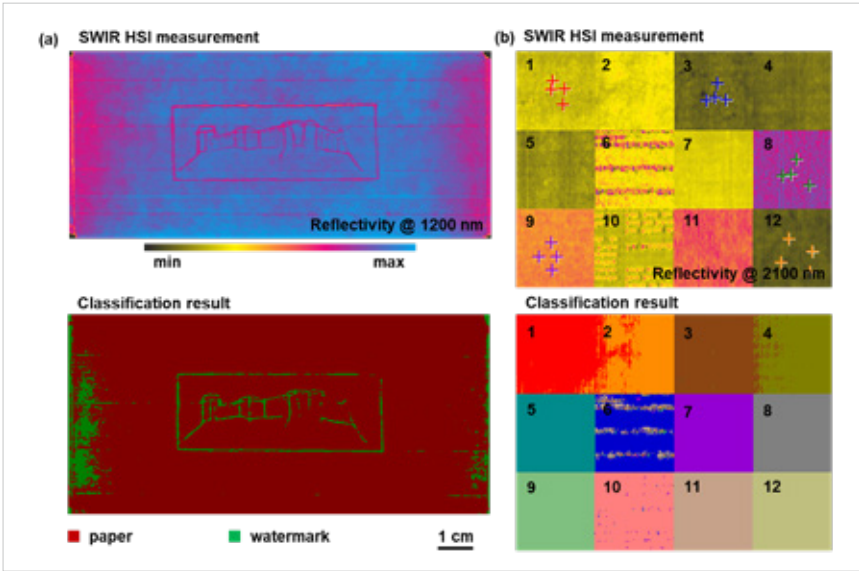 (a)
SWIR HSI measurement
Reflectivity @ 1200 nm
min
max
Classification result
paper
watermark
1 cm
(b)
SWIR HSI measurement
1 2 3 4
5 6 7 8
9 10 11 12
Reflectivity @ 2100 nm
Classification result
1 2 3 4
5 6 7 8
9 10 11 12